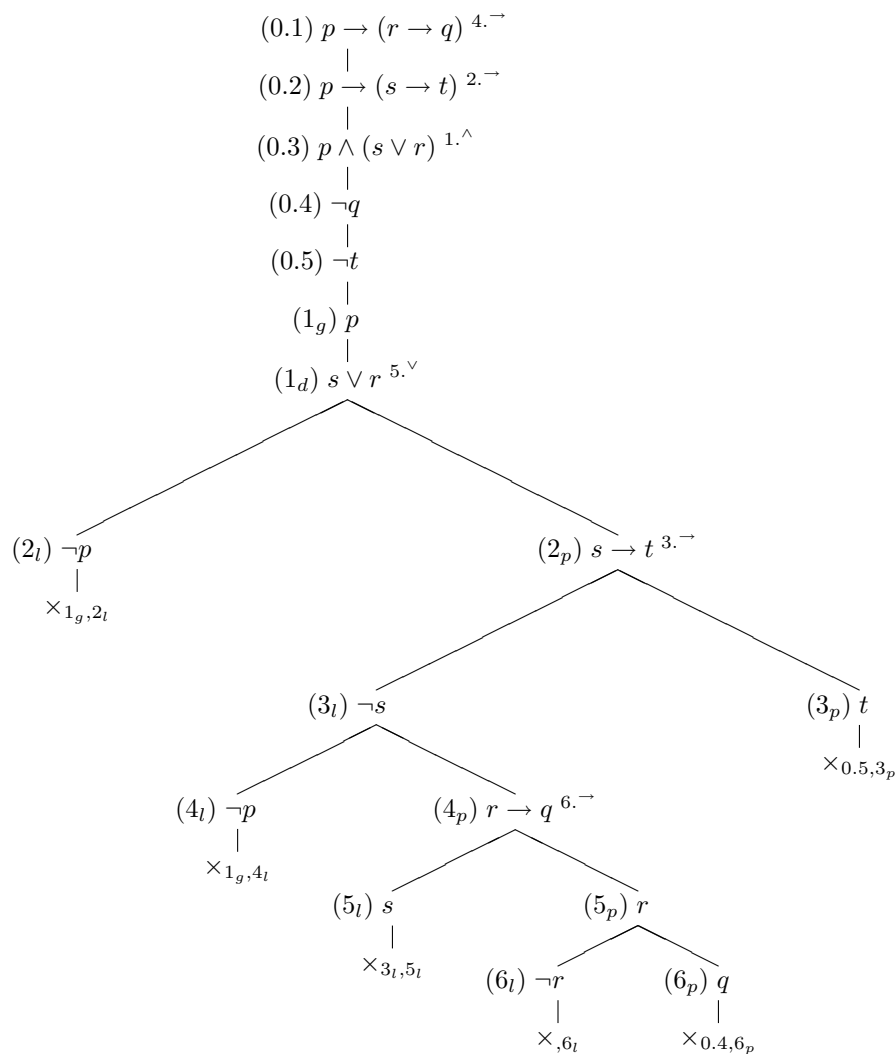 (0.1) p → (r → q) 4.→
(0.2) p → (s → t) 2.→
(0.3) p ∧ (s ∨ r) 1.∧
(0.4) ¬q
(0.5) ¬t
(1g) p
(1d) s ∨ r 5.∨
(2l) ¬p (2p) s → t 3.→
×1g,2l
(3l) ¬s (3p) t
×0.5,3p
(4l) ¬p (4p) r → q 6.→
×1g,4l
(5l) s (5p) r
×3l,5l
(6l) ¬r (6p) q
×,6l ×0.4,6p